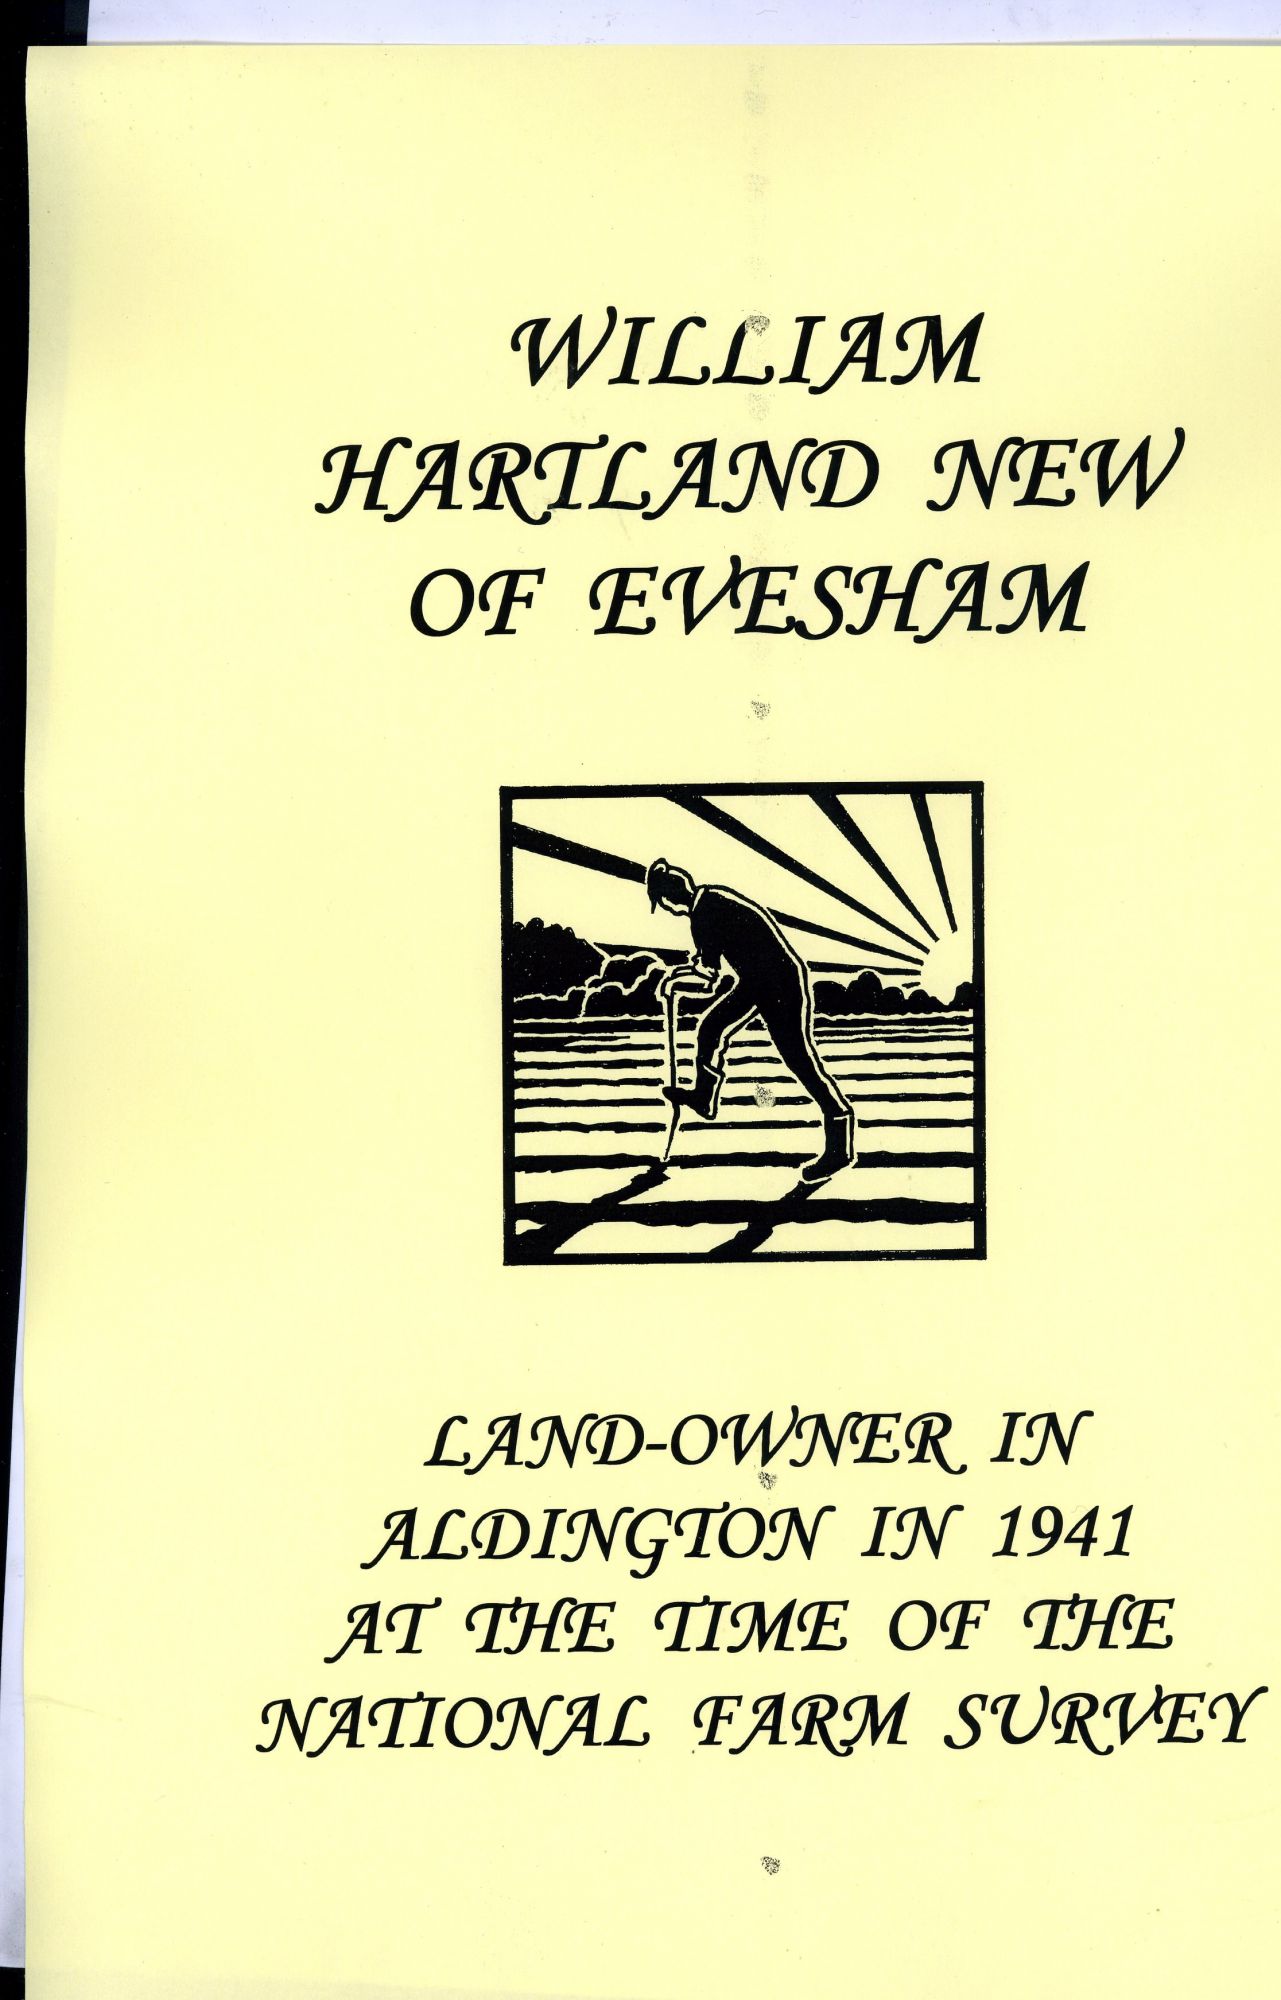 WILLIAM
HARTLAND NEW
OF EVESHAM
LAND-OWNER IN
ALDINGTON IN 1941
AT THE TIME OF THE
NATIONAL FARM SURVEY